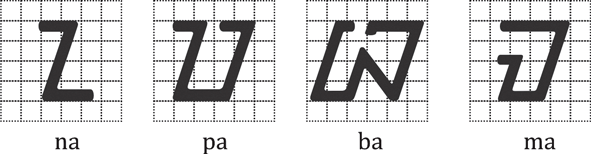 ᮔ ᮕ ᮘ ᮙ
na pa ba ma